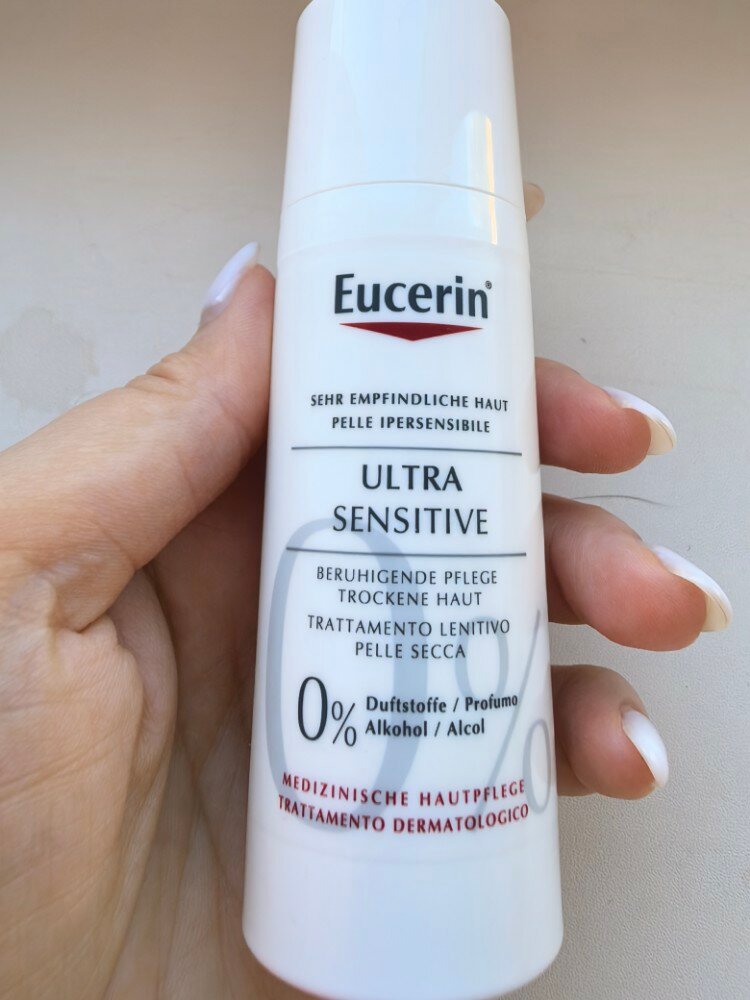 Eucerin®
SEHR EMPFINDLICHE HAUT
PELLE IPERSENSIBILE
ULTRA
SENSITIVE
BERUHIGENDE PFLEGE
TROCKENE HAUT
TRATTAMENTO LENITIVO
PELLE SECCA
0% Duftstoffe / Profumo
Alkohol / Alcol
MEDIZINISCHE HAUTPFLEGE
TRATTAMENTO DERMATOLOGICO
0%